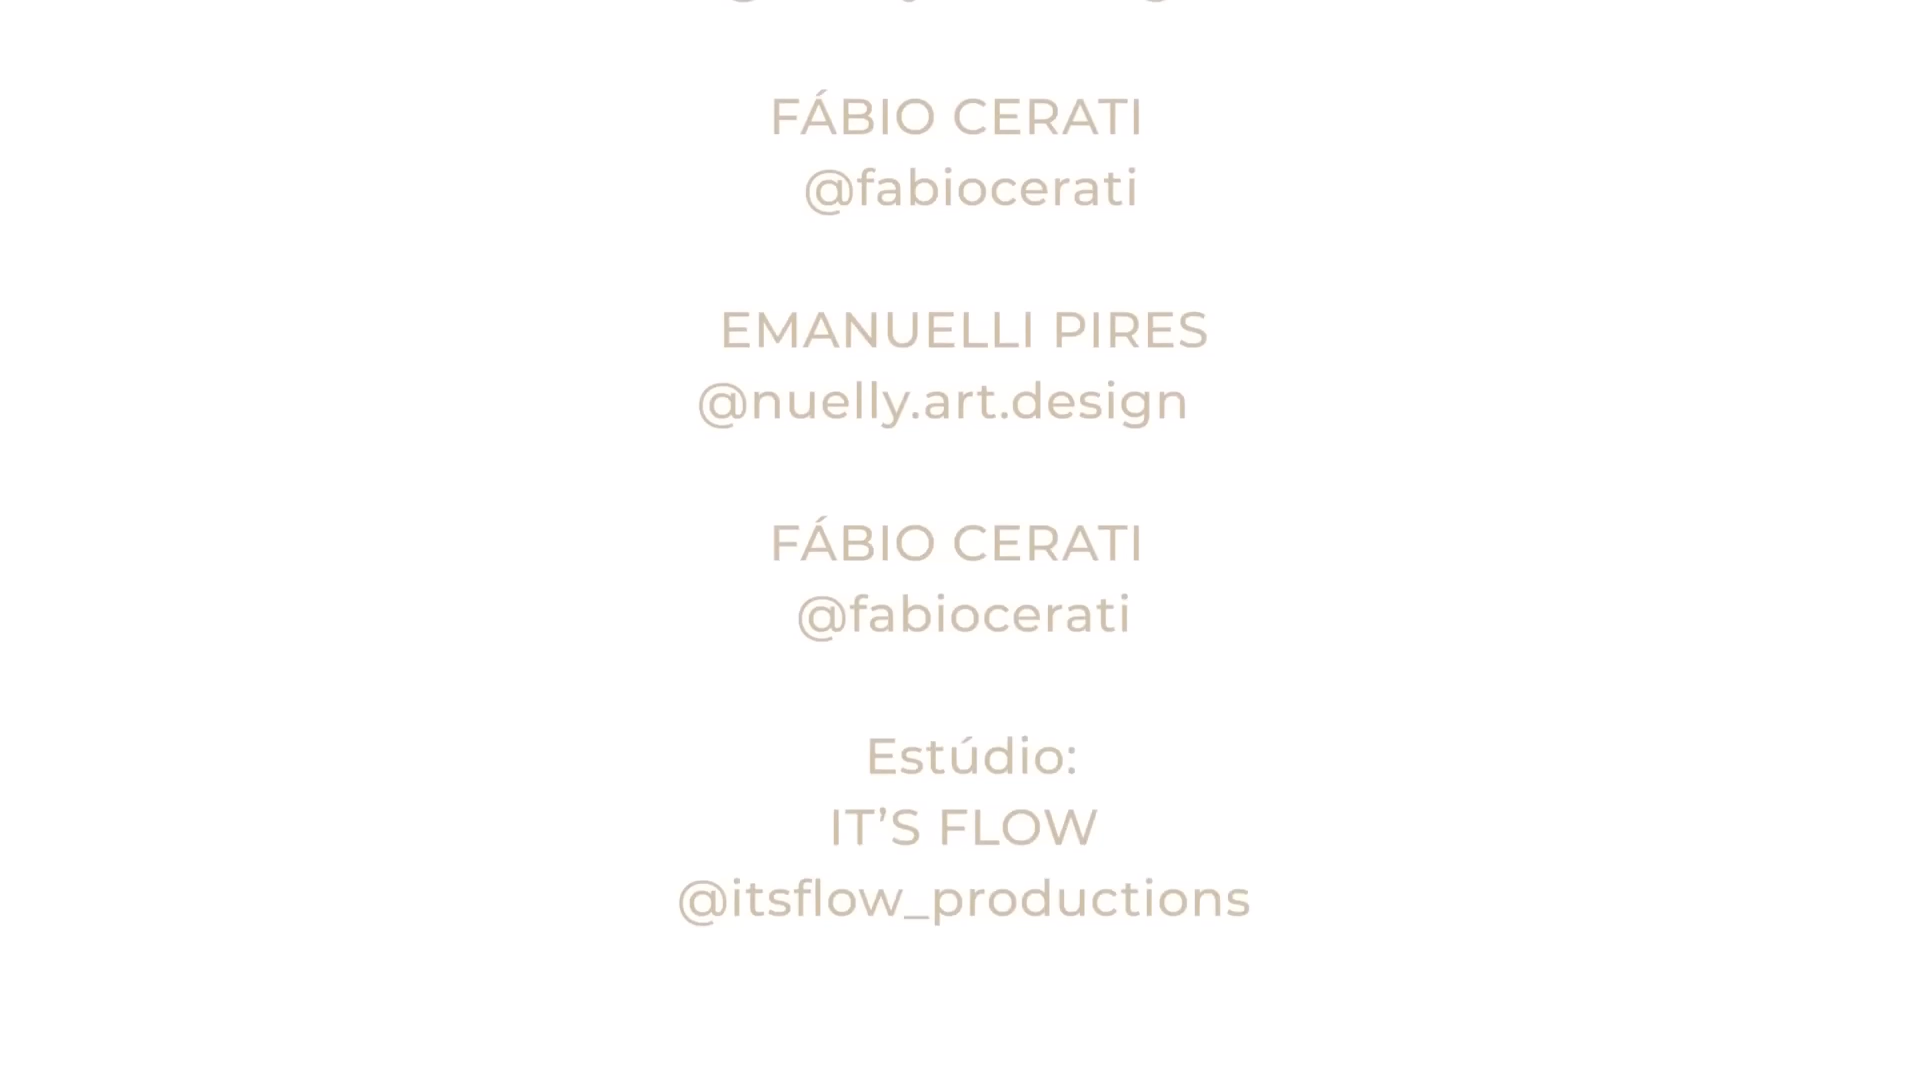 FÁBIO CERATI
@fabiocerati
EMANUELLI PIRES
@nuelly.art.design
FÁBIO CERATI
@fabiocerati
Estúdio:
IT’S FLOW
@itsflow_productions